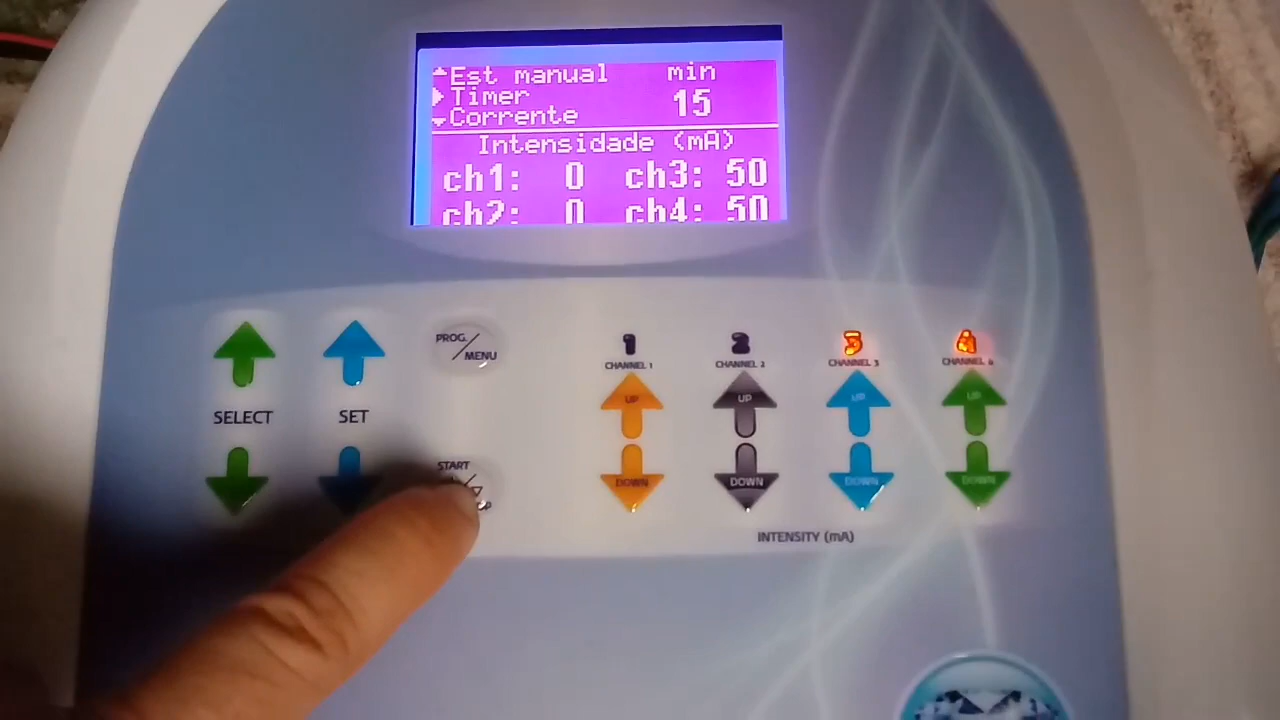 Est manual min
Timer 15
Corrente
Intensidade (mA)
ch1: 0 ch3: 50
ch2: 0 ch4: 50
PROG. / MENU
1 2 3 4
CHANNEL 1 CHANNEL 2 CHANNEL 3 CHANNEL 4
UP UP UP UP
SELECT SET
START
DOWN DOWN DOWN DOWN
INTENSITY (mA)